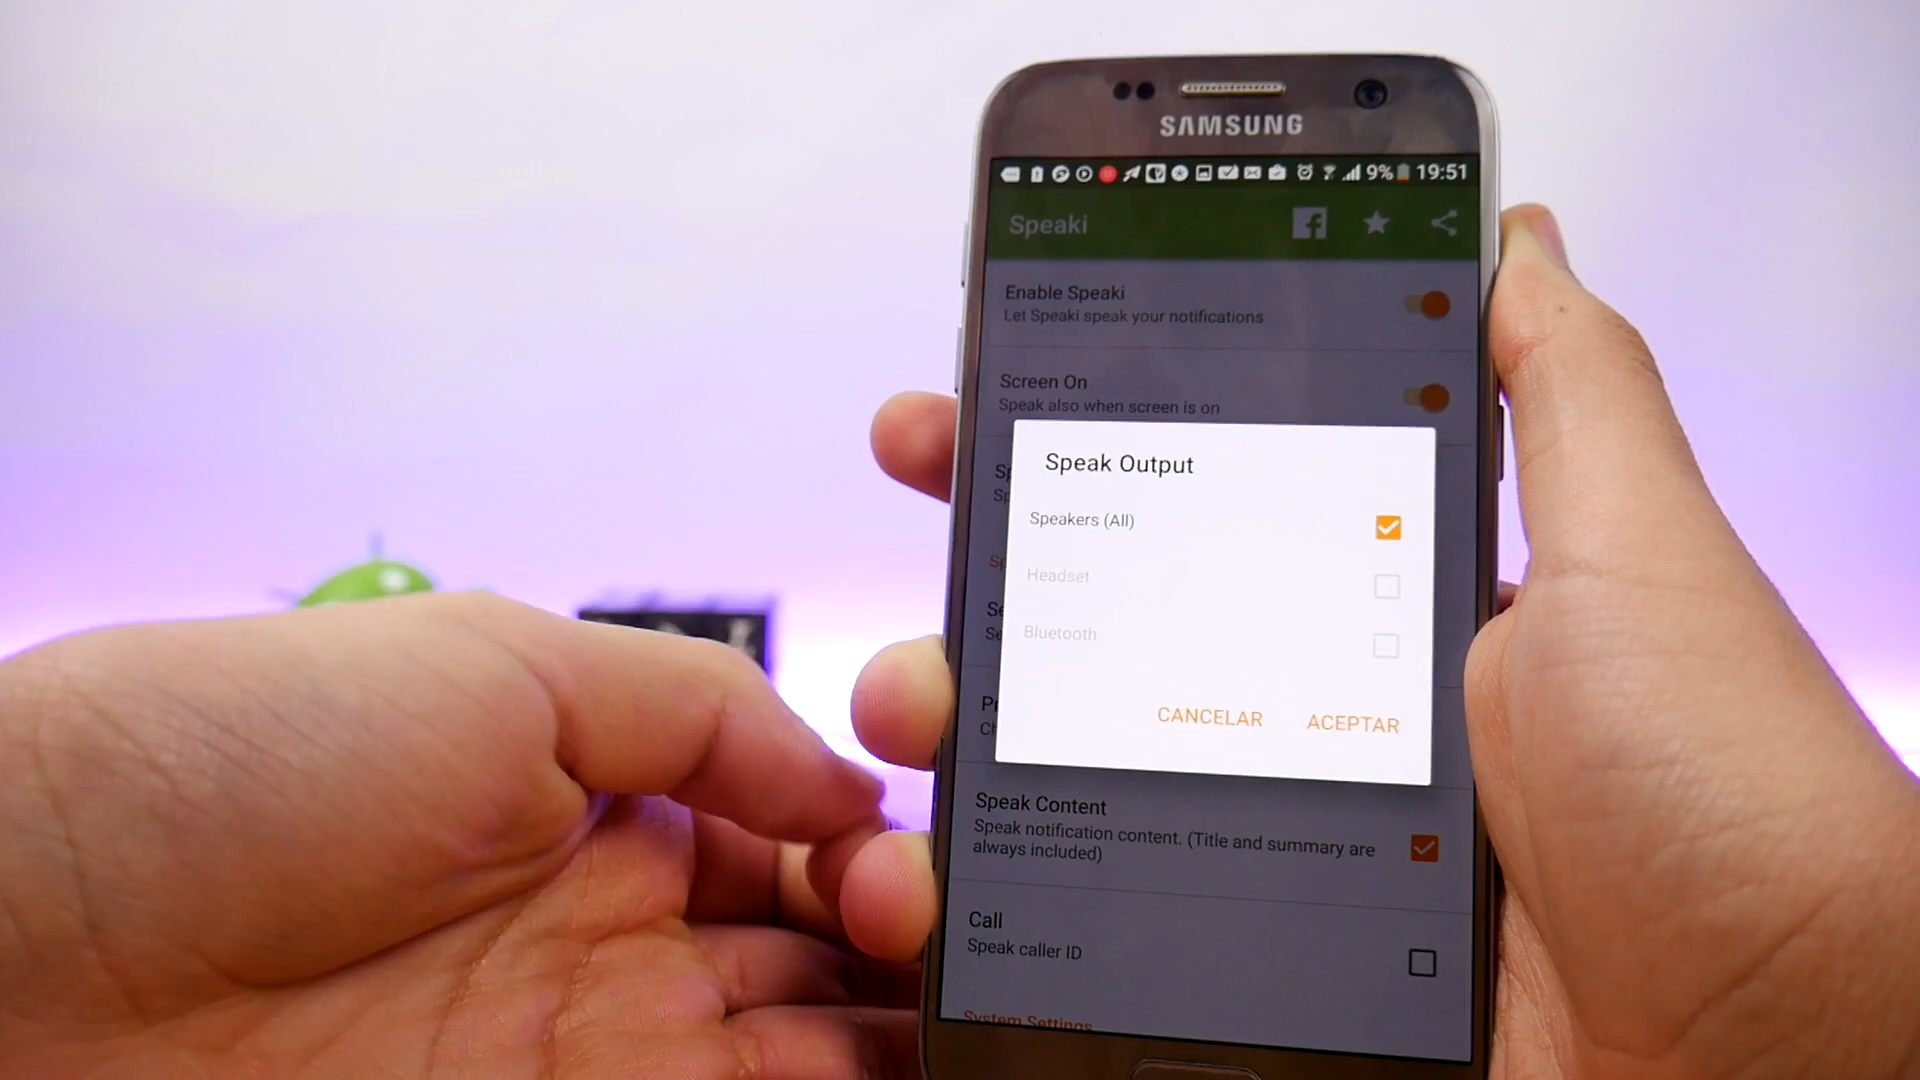 SAMSUNG
9% 19:51
Speaki
Enable Speaki
Let Speaki speak your notifications
Screen On
Speak also when screen is on
Speak Output
Speakers (All)
Headset
Bluetooth
CANCELAR ACEPTAR
Speak Content
Speak notification content. (Title and summary are
always included)
Call
Speak caller ID
System Settings